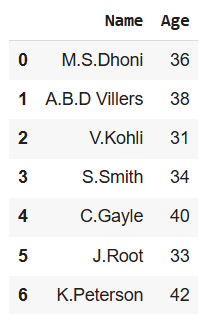 Name Age
0 M.S.Dhoni 36
1 A.B.D Villers 38
2 V.Kohli 31
3 S.Smith 34
4 C.Gayle 40
5 J.Root 33
6 K.Peterson 42